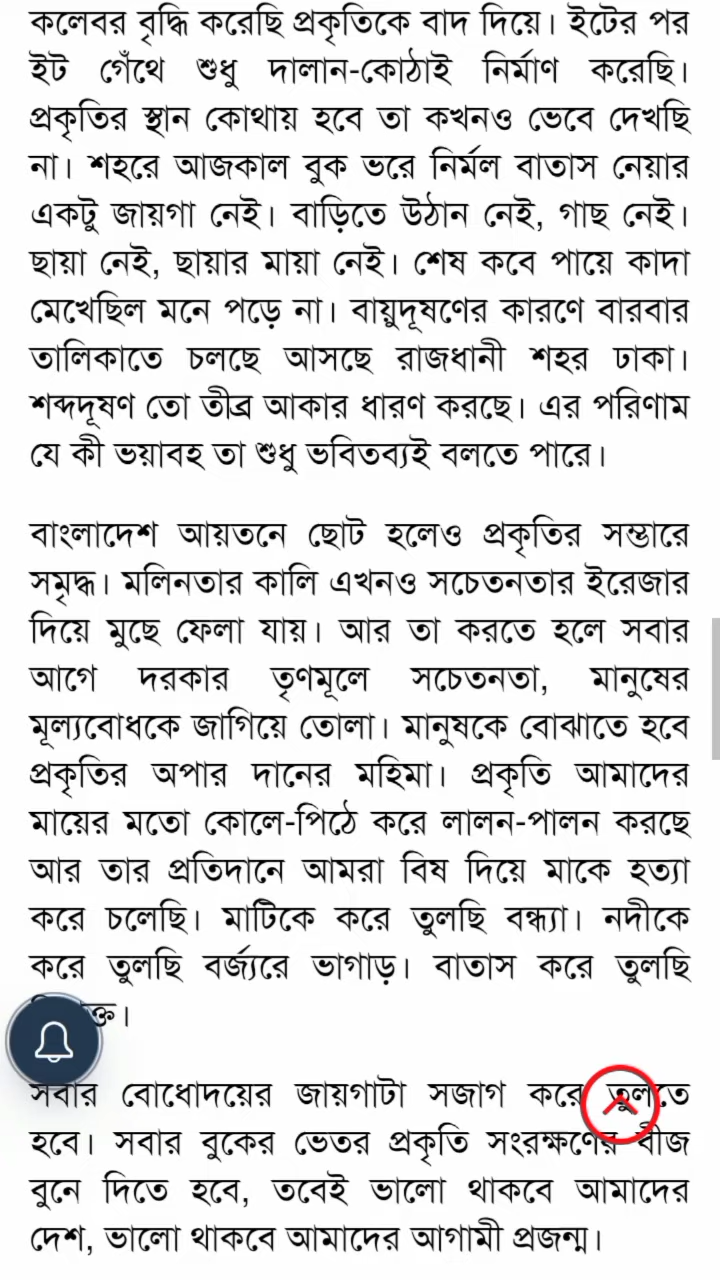 কলেবর বৃদ্ধি করেছি প্রকৃতিকে বাদ দিয়ে। ইটের পর
ইট গেঁথে শুধু দালান-কোঠাই নির্মাণ করেছি।
প্রকৃতির স্থান কোথায় হবে তা কখনও ভেবে দেখছি
না। শহরে আজকাল বুক ভরে নির্মল বাতাস নেয়ার
একটু জায়গা নেই। বাড়িতে উঠান নেই, গাছ নেই।
ছায়া নেই, ছায়ার মায়া নেই। শেষ কবে পায়ে কাদা
মেখেছিল মনে পড়ে না। বায়ুদূষণের কারণে বারবার
তালিকাতে চলছে আসছে রাজধানী শহর ঢাকা।
শব্দদূষণ তো তীব্র আকার ধারণ করছে। এর পরিণাম
যে কী ভয়াবহ তা শুধু ভবিতব্যই বলতে পারে।
বাংলাদেশ আয়তনে ছোট হলেও প্রকৃতির সম্ভারে
সমৃদ্ধ। মলিনতার কালি এখনও সচেতনতার ইরেজার
দিয়ে মুছে ফেলা যায়। আর তা করতে হলে সবার
আগে দরকার তৃণমূলে সচেতনতা, মানুষের
মূল্যবোধকে জাগিয়ে তোলা। মানুষকে বোঝাতে হবে
প্রকৃতির অপার দানের মহিমা। প্রকৃতি আমাদের
মায়ের মতো কোলে-পিঠে করে লালন-পালন করছে
আর তার প্রতিদানে আমরা বিষ দিয়ে মাকে হত্যা
করে চলেছি। মাটিকে করে তুলছি বন্ধ্যা। নদীকে
করে তুলছি বর্জ্যরে ভাগাড়। বাতাস করে তুলছি
সবার বোধোদয়ের জায়গাটা সজাগ করে তুলতে
হবে। সবার বুকের ভেতর প্রকৃতি সংরক্ষণের বীজ
বুনে দিতে হবে, তবেই ভালো থাকবে আমাদের
দেশ, ভালো থাকবে আমাদের আগামী প্রজন্ম।